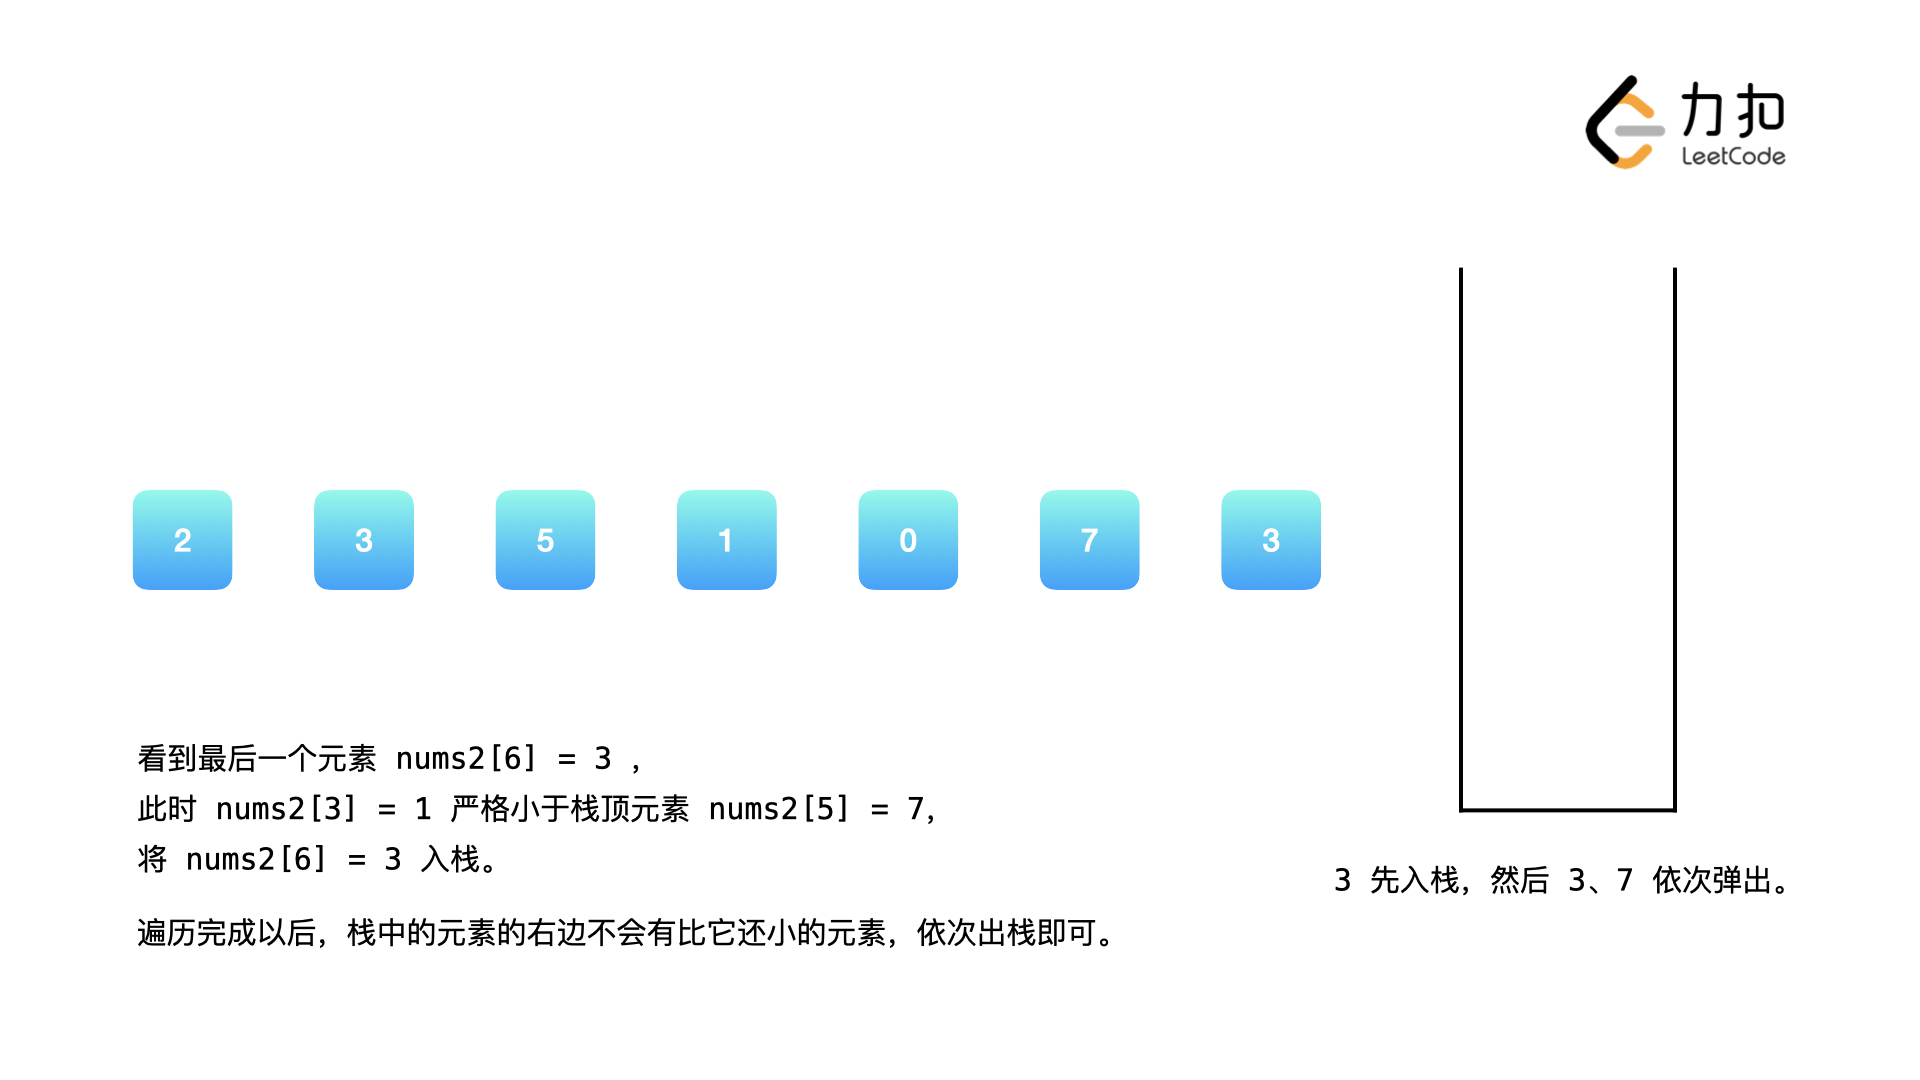 力扣
LeetCode
2 3 5 1 0 7 3
看到最后一个元素 nums2[6] = 3 ，
此时 nums2[3] = 1 严格小于栈顶元素 nums2[5] = 7，
将 nums2[6] = 3 入栈。
3 先入栈，然后 3、7 依次弹出。
遍历完成以后，栈中的元素的右边不会有比它还小的元素，依次出栈即可。